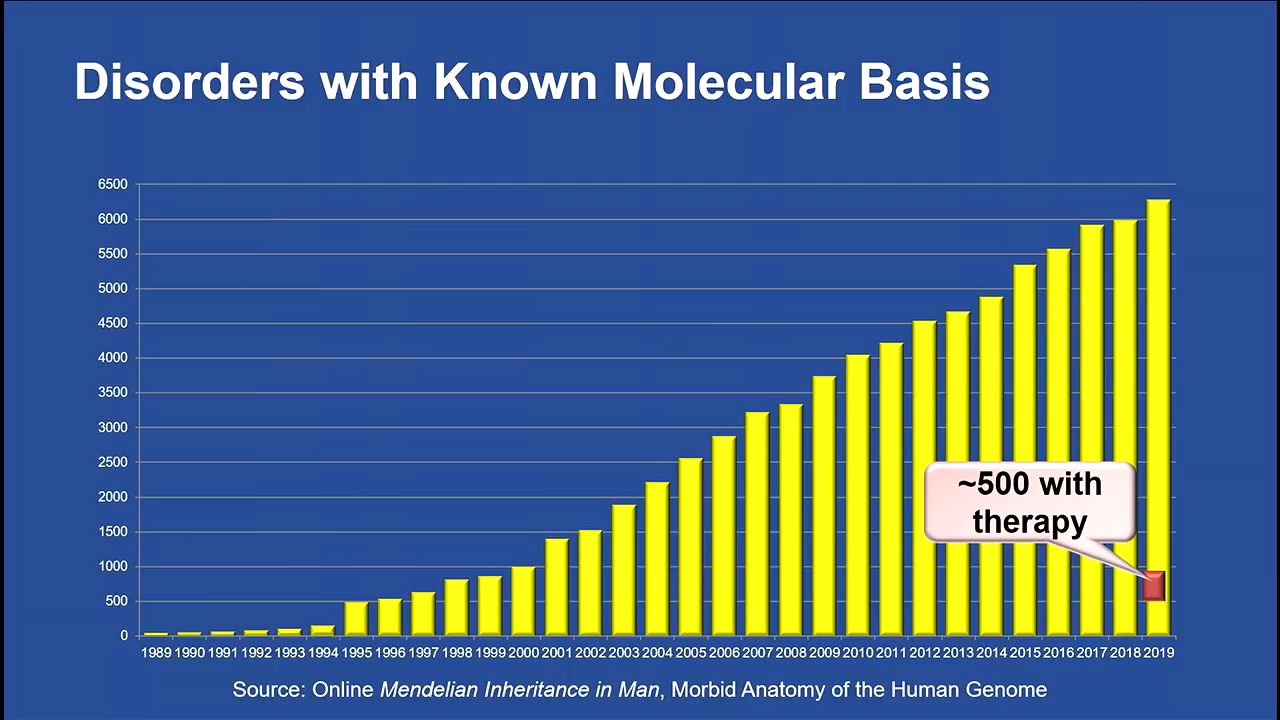 Disorders with Known Molecular Basis
6500
6000
5500
5000
4500
4000
3500
3000
2500
2000
1500
1000
500
0
~500 with
therapy
1989 1990 1991 1992 1993 1994 1995 1996 1997 1998 1999 2000 2001 2002 2003 2004 2005 2006 2007 2008 2009 2010 2011 2012 2013 2014 2015 2016 2017 2018 2019
Source: Online Mendelian Inheritance in Man, Morbid Anatomy of the Human Genome